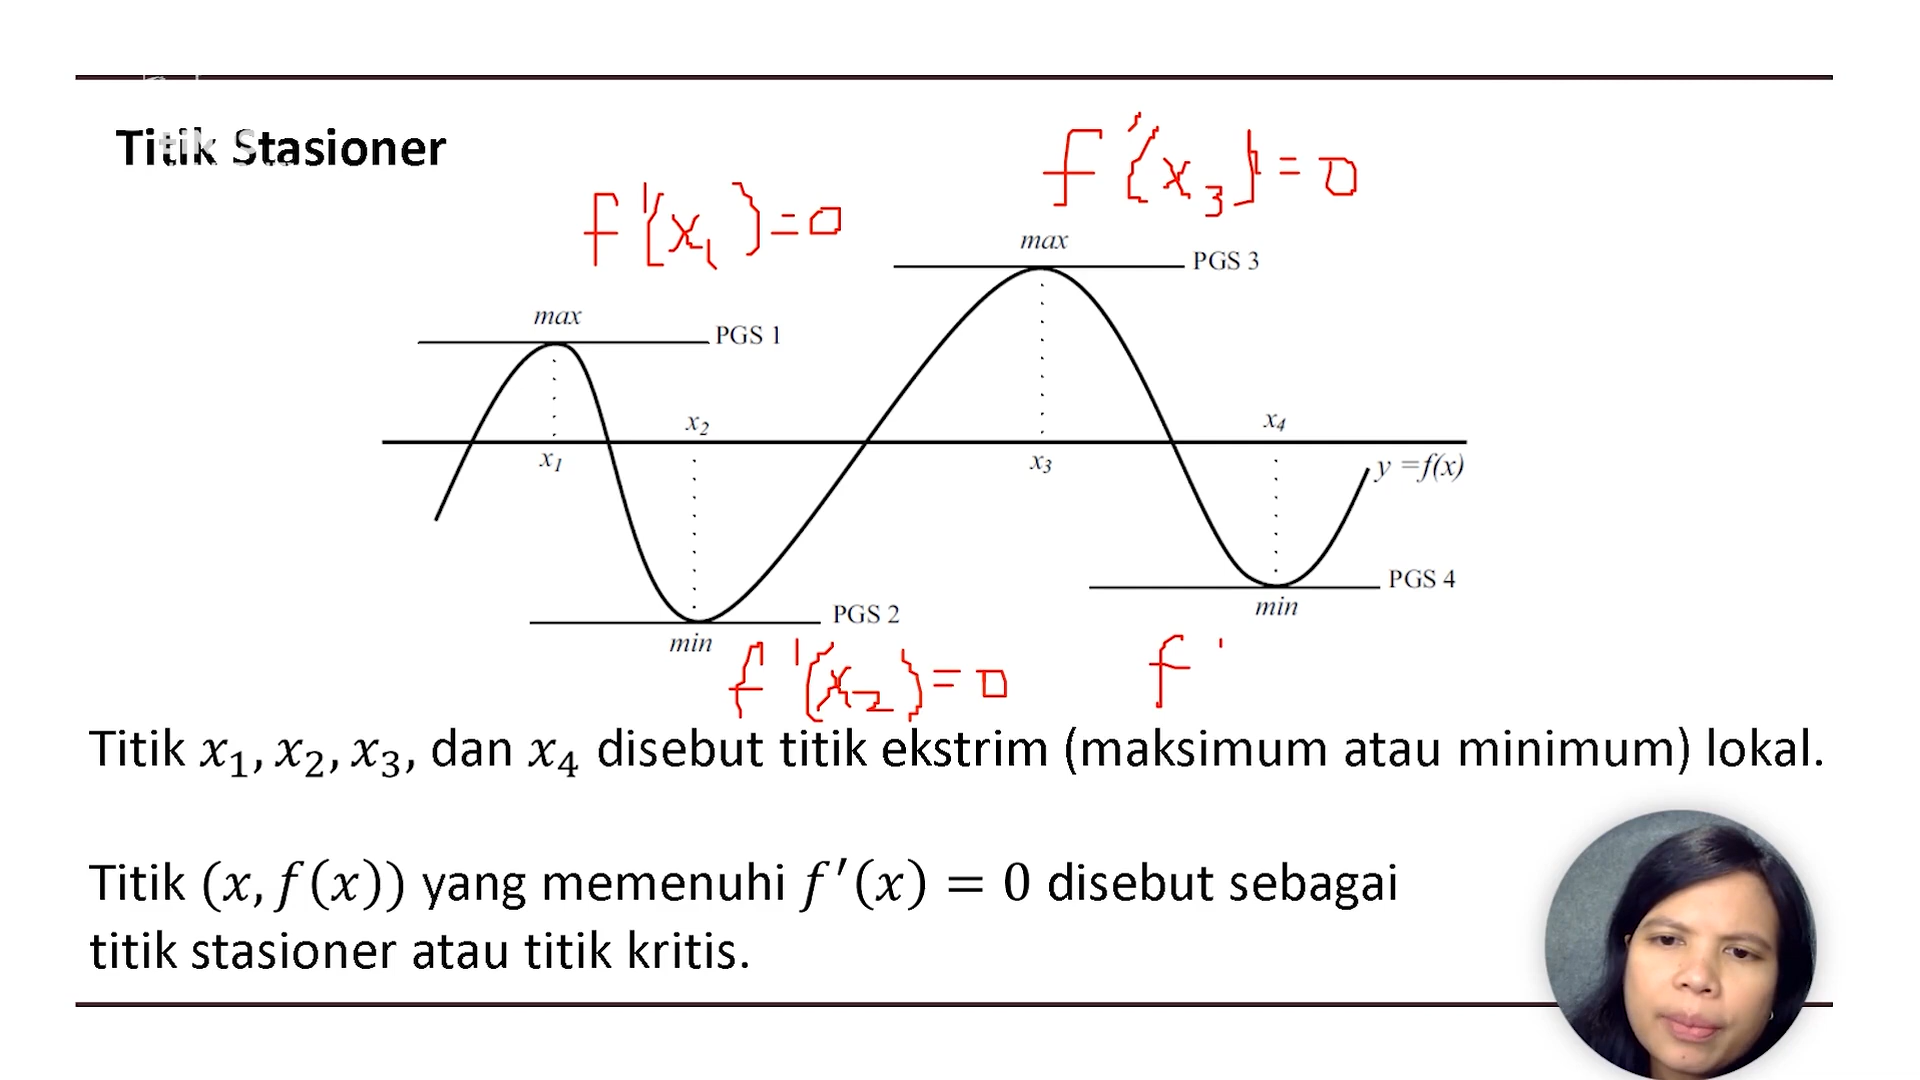 Titik Stasioner
f'(x₃)=0
f'(x₁)=0
max
PGS 3
max
PGS 1
x₂
x₄
x₁
x₃
y =f(x)
PGS 4
min
PGS 2
min
f'(x₂)=0
f'
Titik x₁, x₂, x₃, dan x₄ disebut titik ekstrim (maksimum atau minimum) lokal.
Titik (x, f(x)) yang memenuhi f′(x) = 0 disebut sebagai
titik stasioner atau titik kritis.